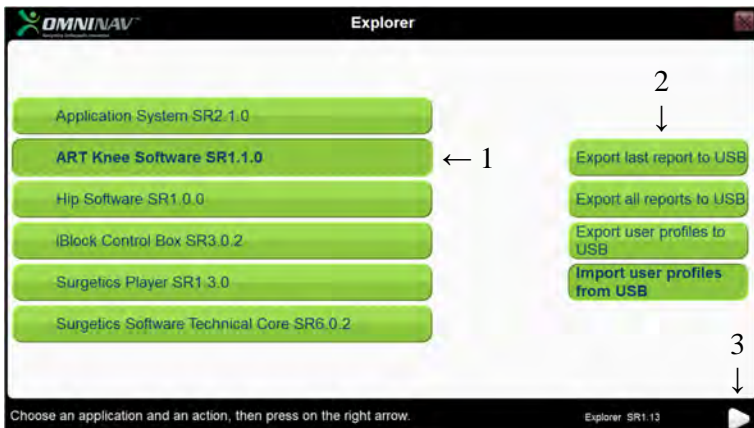 OMNINAV™
Explorer
2
↓
Application System SR2.1.0
ART Knee Software SR1.1.0
← 1
Export last report to USB
Hip Software SR1.0.0
Export all reports to USB
iBlock Control Box SR3.0.2
Export user profiles to
USB
Surgetics Player SR1.3.0
Import user profiles
from USB
Surgetics Software Technical Core SR6.0.2
3
↓
Choose an application and an action, then press on the right arrow.
Explorer SR1.13